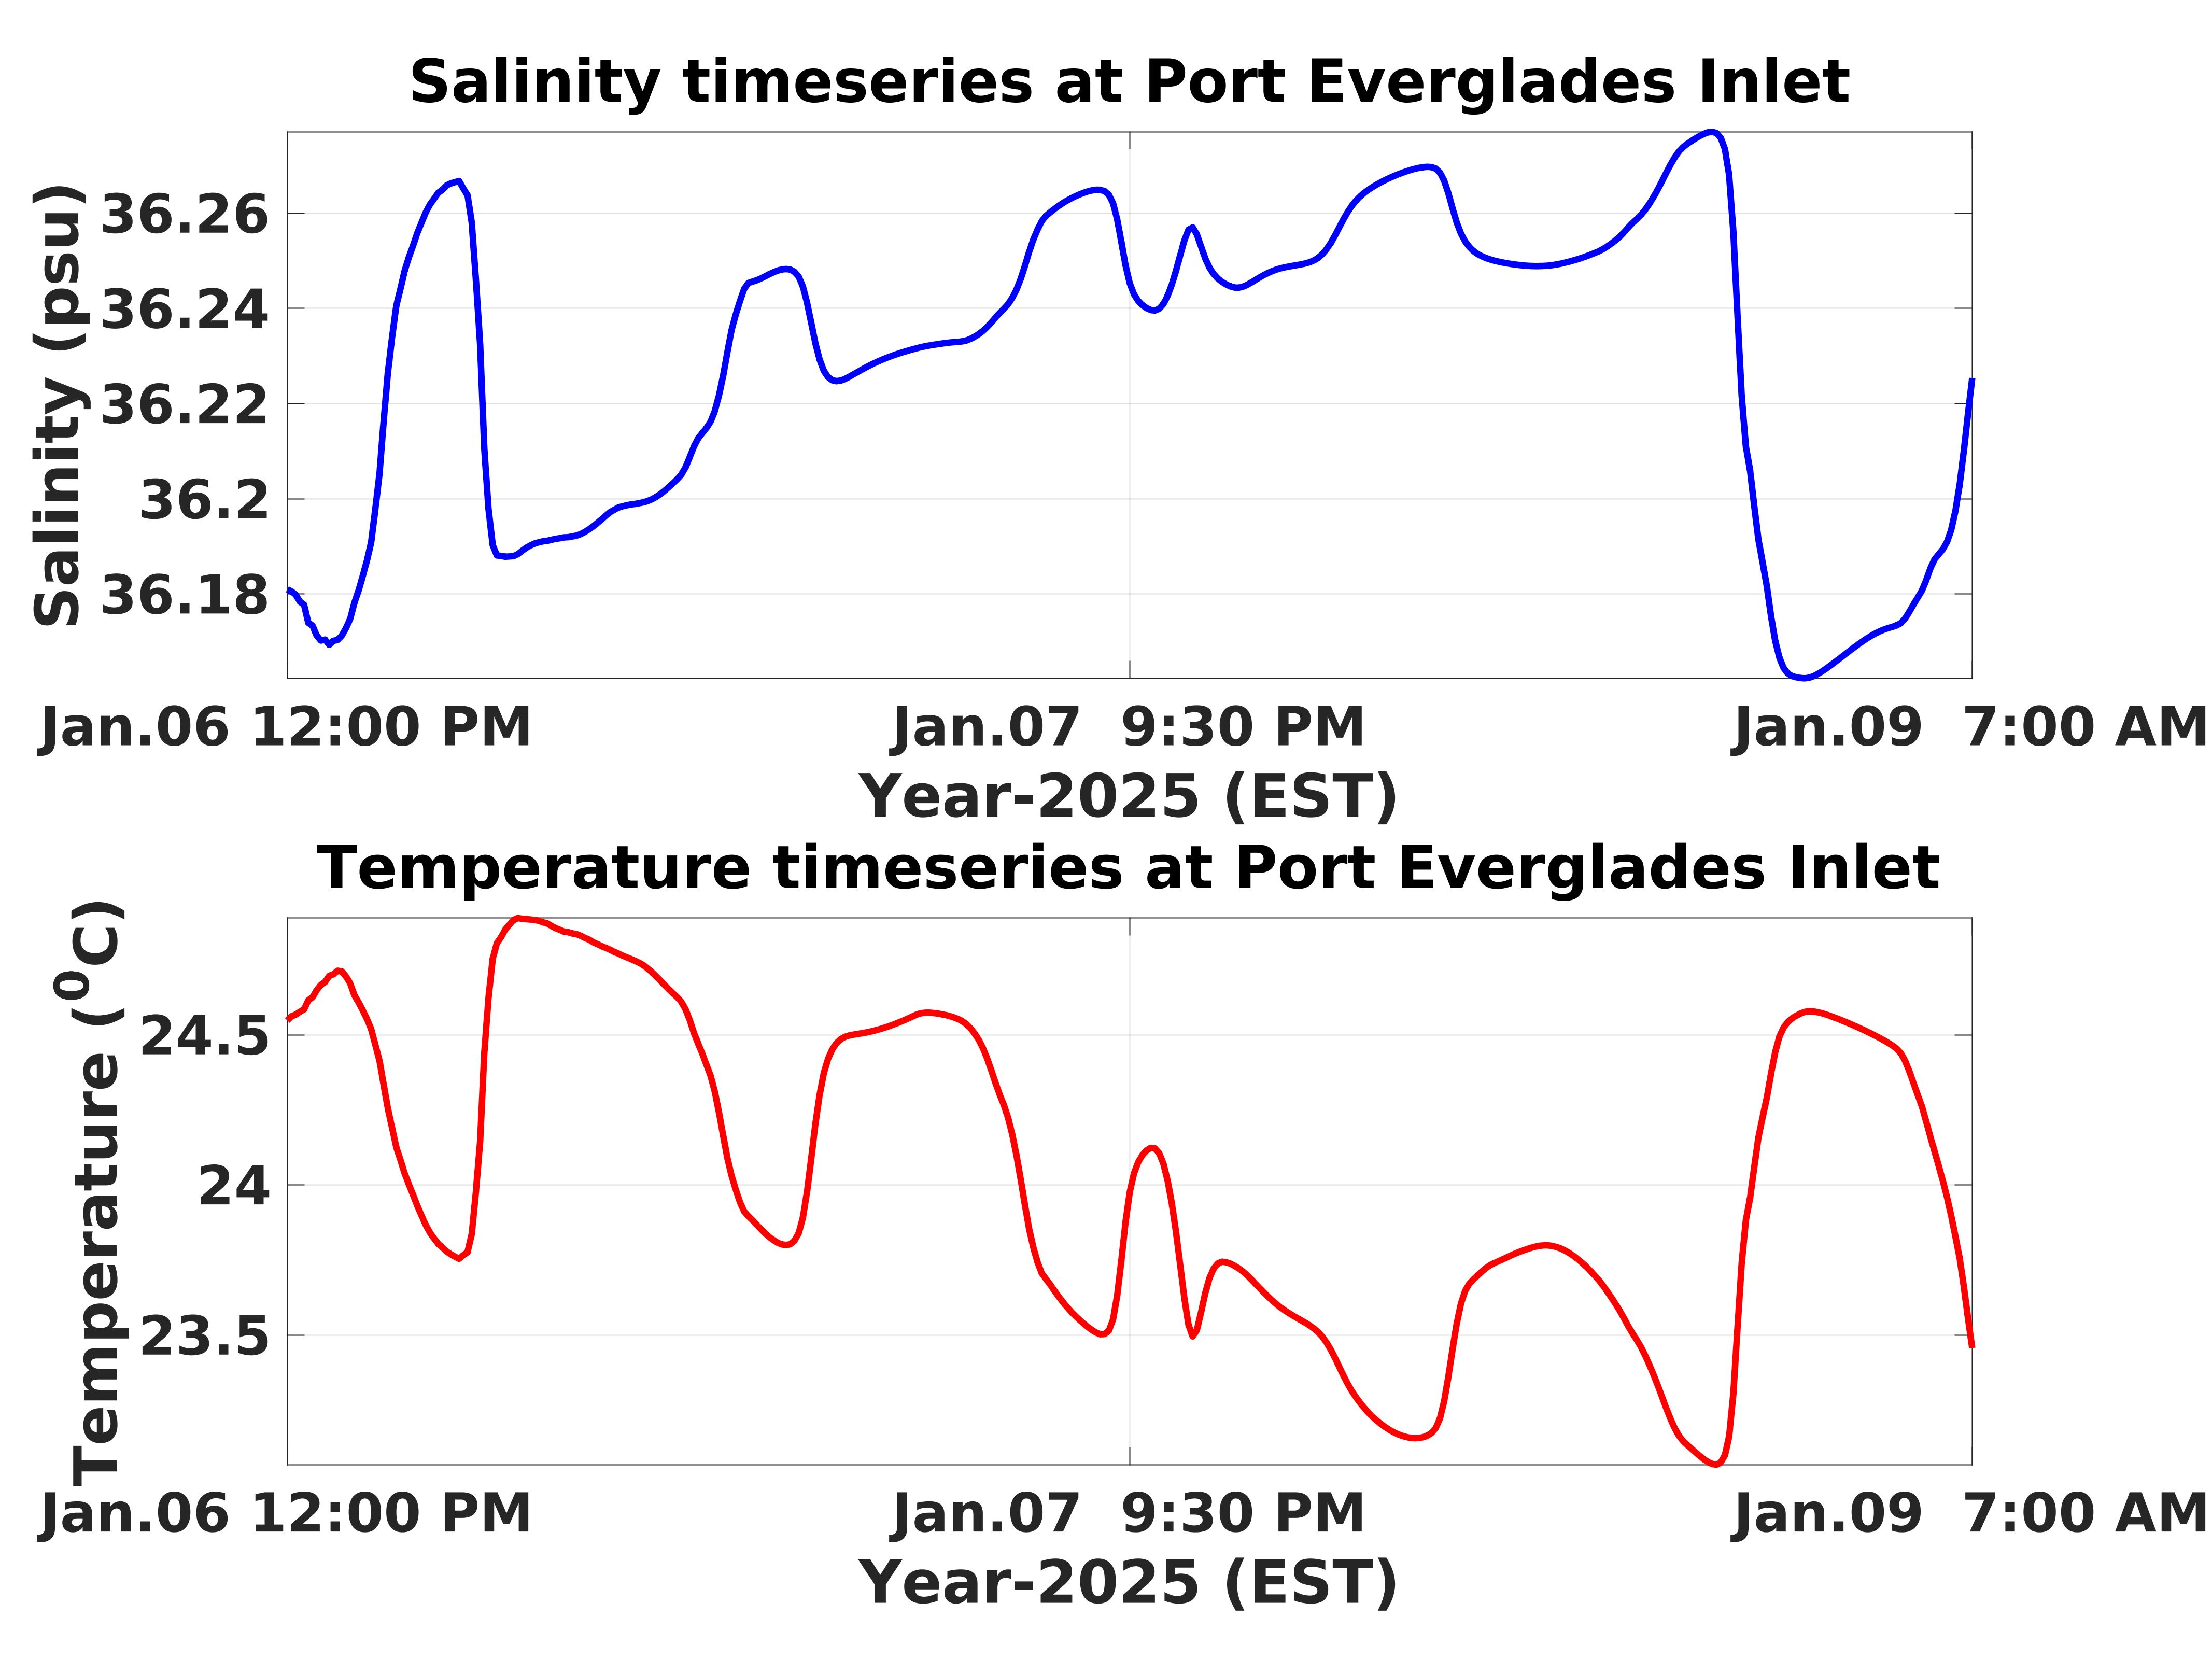 Salinity timeseries at Port Everglades Inlet
Salinity (psu)
36.26
36.24
36.22
36.2
36.18
Jan.06 12:00 PM Jan.07  9:30 PM Jan.09  7:00 AM
Year-2025 (EST)
Temperature timeseries at Port Everglades Inlet
Temperature (⁰C)
24.5
24
23.5
Jan.06 12:00 PM Jan.07  9:30 PM Jan.09  7:00 AM
Year-2025 (EST)